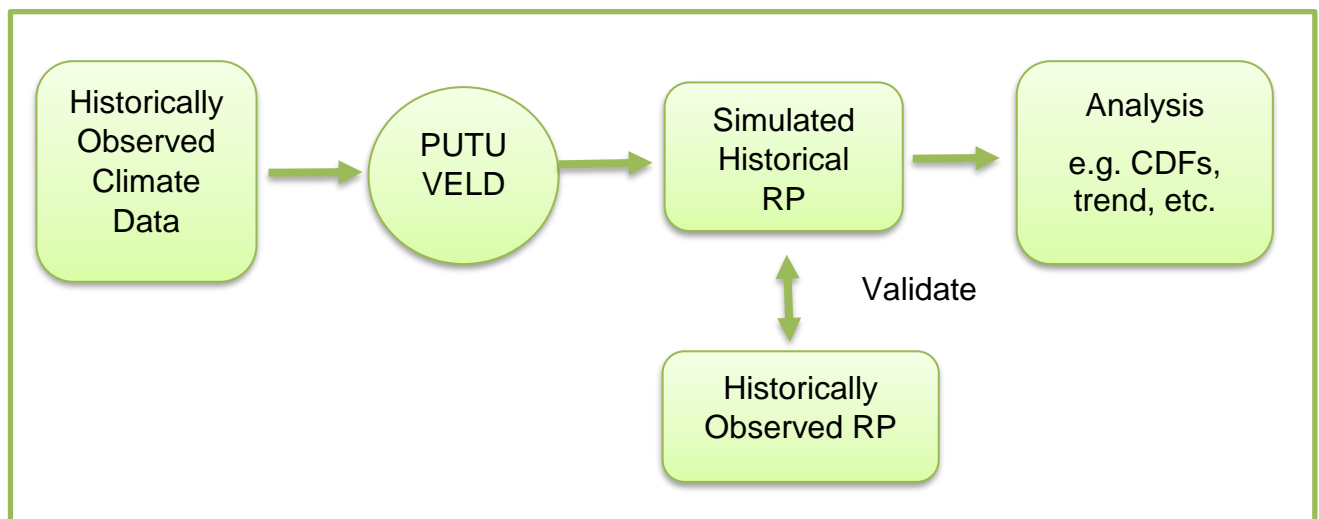 Historically
Observed
Climate
Data
PUTU
VELD
Simulated
Historical
RP
Analysis
e.g. CDFs,
trend, etc.
Validate
Historically
Observed RP